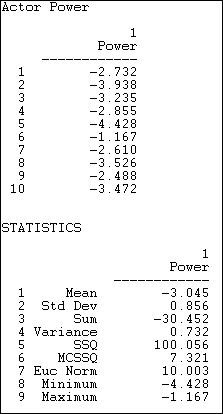 Actor Power
1
Power
-------------
1 -2.732
2 -3.938
3 -3.235
4 -2.855
5 -4.428
6 -1.167
7 -2.610
8 -3.526
9 -2.488
10 -3.472
STATISTICS
1
Power
-------------
1 Mean -3.045
2 Std Dev 0.856
3 Sum -30.452
4 Variance 0.732
5 SSQ 100.056
6 MCSSQ 7.321
7 Euc Norm 10.003
8 Minimum -4.428
9 Maximum -1.167